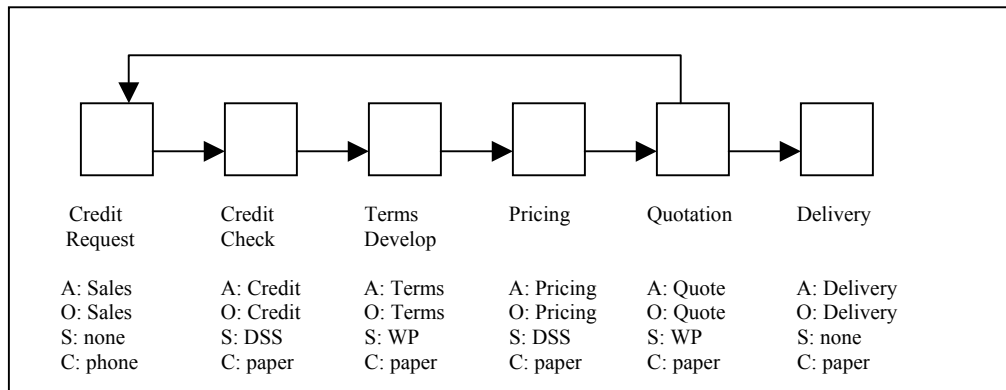 Credit
Request
A: Sales
O: Sales
S: none
C: phone
Credit
Check
A: Credit
O: Credit
S: DSS
C: paper
Terms
Develop
A: Terms
O: Terms
S: WP
C: paper
Pricing
A: Pricing
O: Pricing
S: DSS
C: paper
Quotation
A: Quote
O: Quote
S: WP
C: paper
Delivery
A: Delivery
O: Delivery
S: none
C: paper